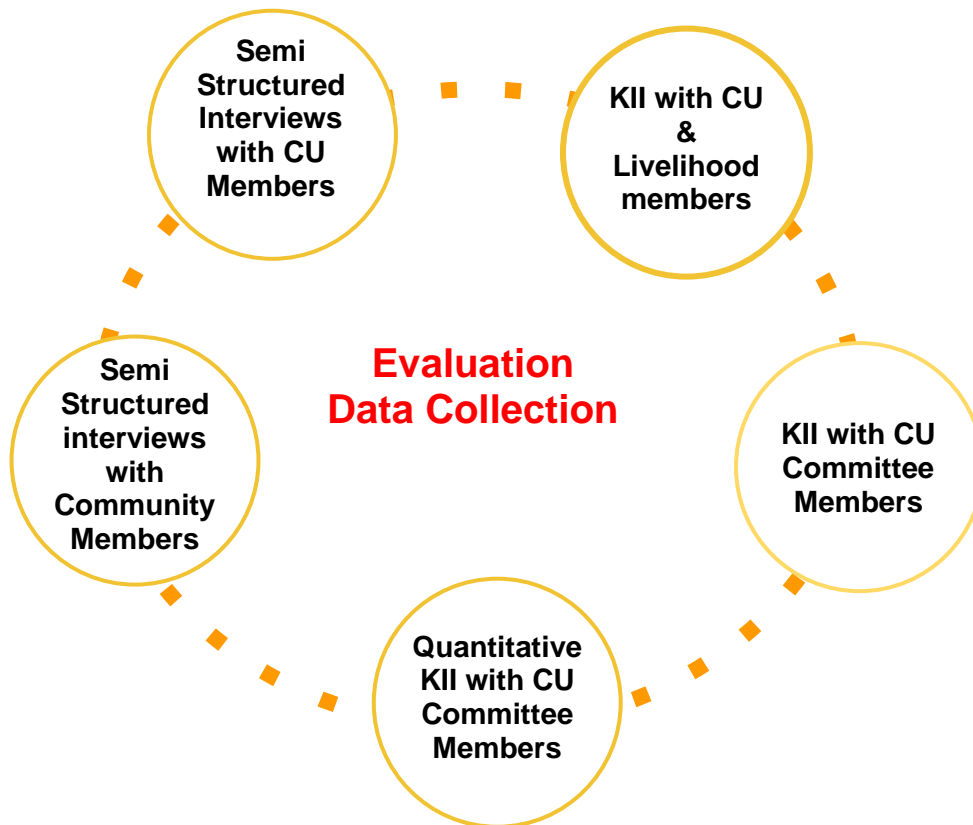 Semi
Structured
Interviews
with CU
Members
KII with CU
&
Livelihood
members
Evaluation
Data Collection
Semi
Structured
interviews
with
Community
Members
KII with CU
Committee
Members
Quantitative
KII with CU
Committee
Members